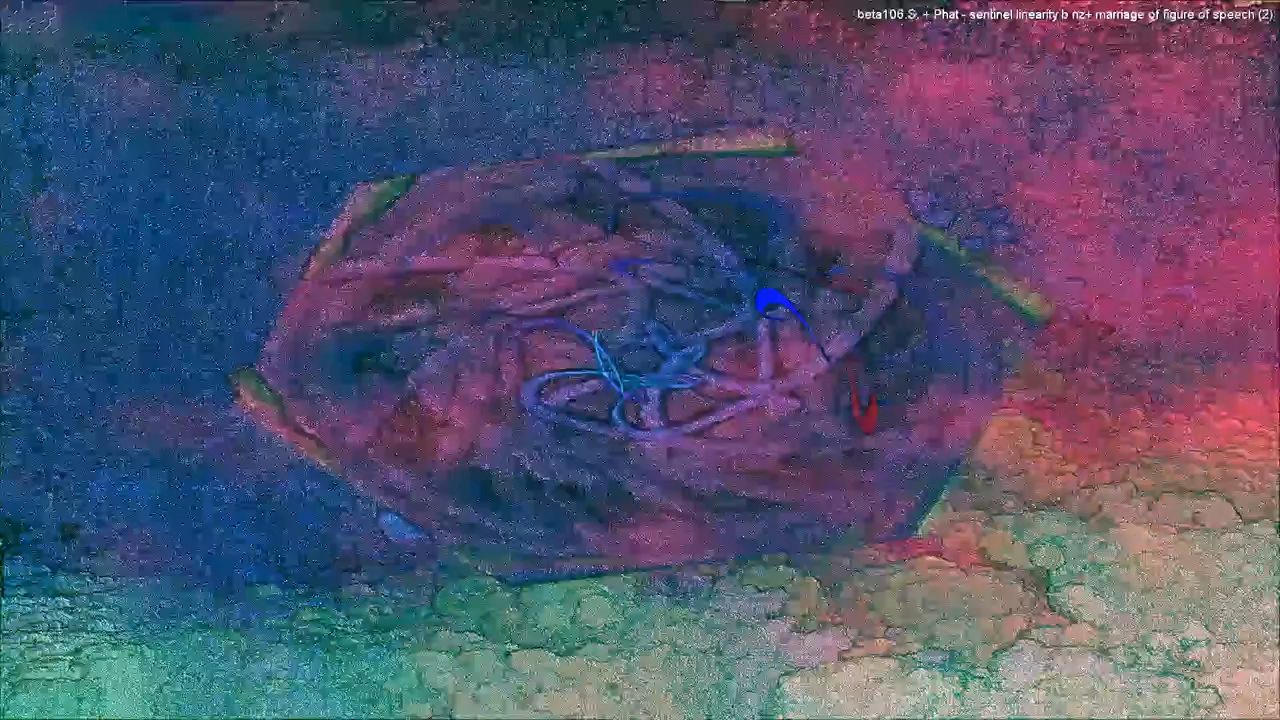 beta106.S. + Phat - sentinel linearity b nz+ marriage of figure of speech (2)